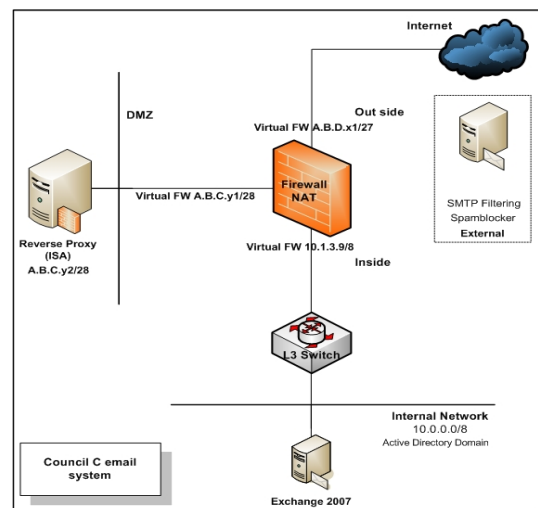 Internet
DMZ
Out side
Virtual FW A.B.D.x1/27
Firewall
NAT
Virtual FW A.B.C.y1/28
SMTP Filtering
Spamblocker
External
Reverse Proxy
(ISA)
A.B.C.y2/28
Virtual FW 10.1.3.9/8
Inside
L3 Switch
Internal Network
10.0.0.0/8
Active Directory Domain
Council C email
system
Exchange 2007